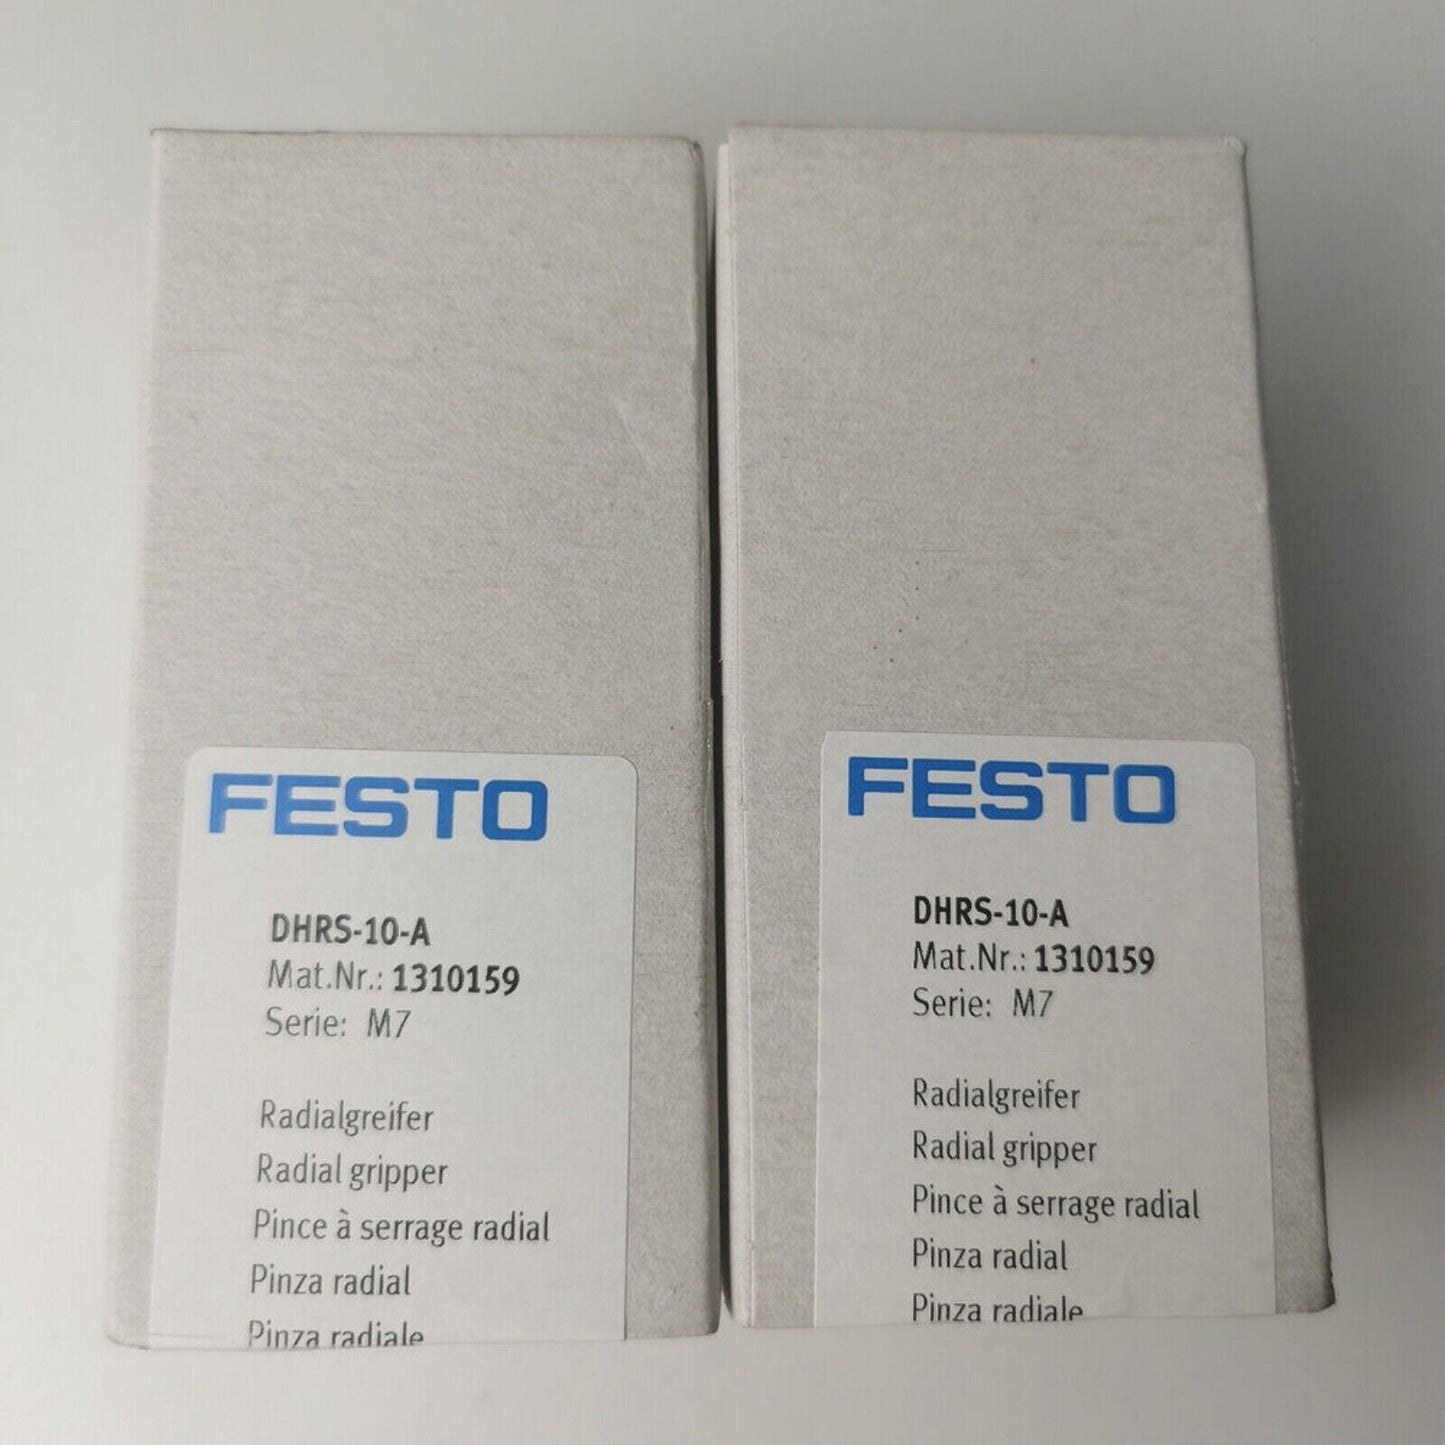 FESTO
DHRS-10-A
Mat.Nr.: 1310159
Serie: M7
Radialgreifer
Radial gripper
Pince à serrage radial
Pinza radial
Pinza radiale
FESTO
DHRS-10-A
Mat.Nr.: 1310159
Serie: M7
Radialgreifer
Radial gripper
Pince à serrage radial
Pinza radial
Pinza radiale